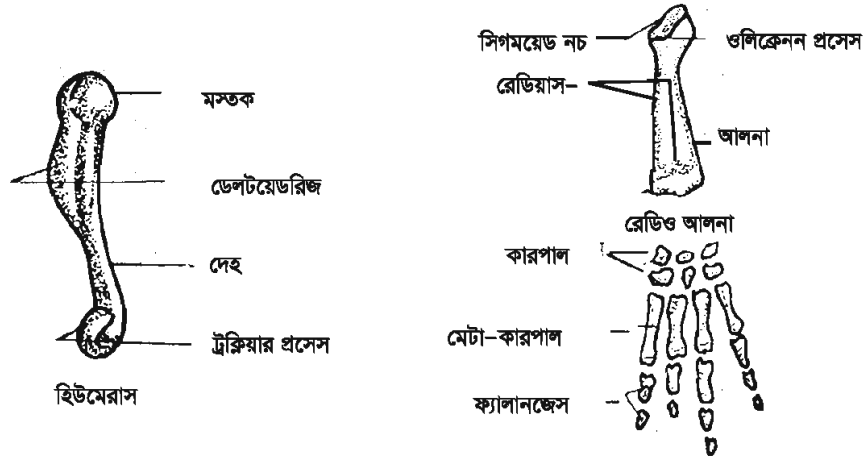 মস্তক
ডেলটয়েডরিজ
দেহ
ট্রক্লিয়ার প্রসেস
হিউমেরাস
সিগময়েড নচ
ওলিক্রেনন প্রসেস
রেডিয়াস-
আলনা
রেডিও আলনা
কারপাল
মেটা-কারপাল
ফ্যালানজেস